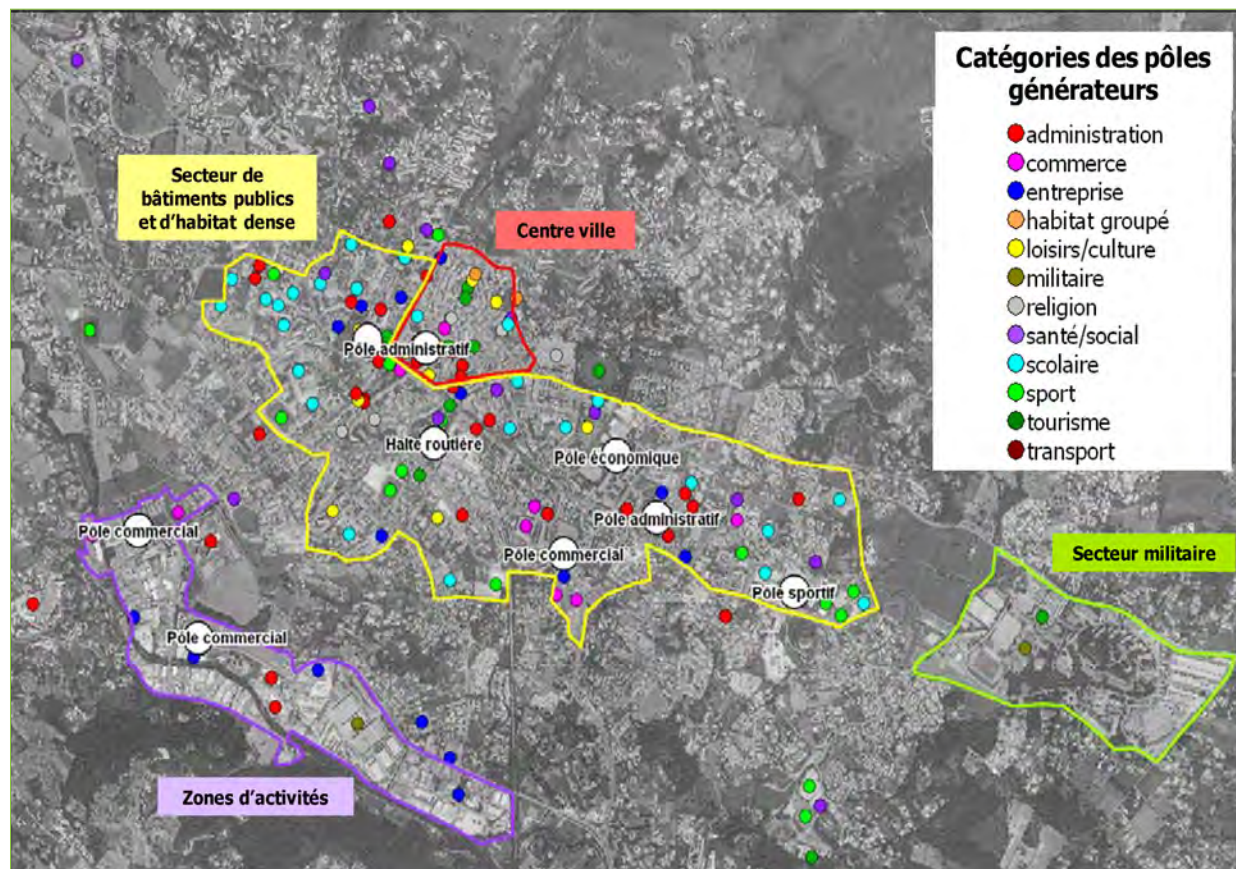 Catégories des pôles
générateurs
administration
commerce
entreprise
habitat groupé
loisirs/culture
militaire
religion
santé/social
scolaire
sport
tourisme
transport
Secteur de
bâtiments publics
et d'habitat dense
Centre ville
Pôle administratif
Halte routière
Pôle économique
Pôle commercial
Pôle administratif
Pôle commercial
Secteur militaire
Pôle sportif
Pôle commercial
Zones d'activités